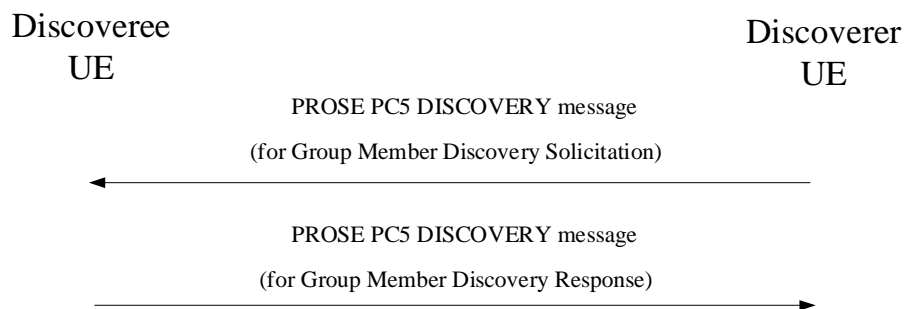 Discoveree
UE
Discoverer
UE
PROSE PC5 DISCOVERY message
(for Group Member Discovery Solicitation)
PROSE PC5 DISCOVERY message
(for Group Member Discovery Response)